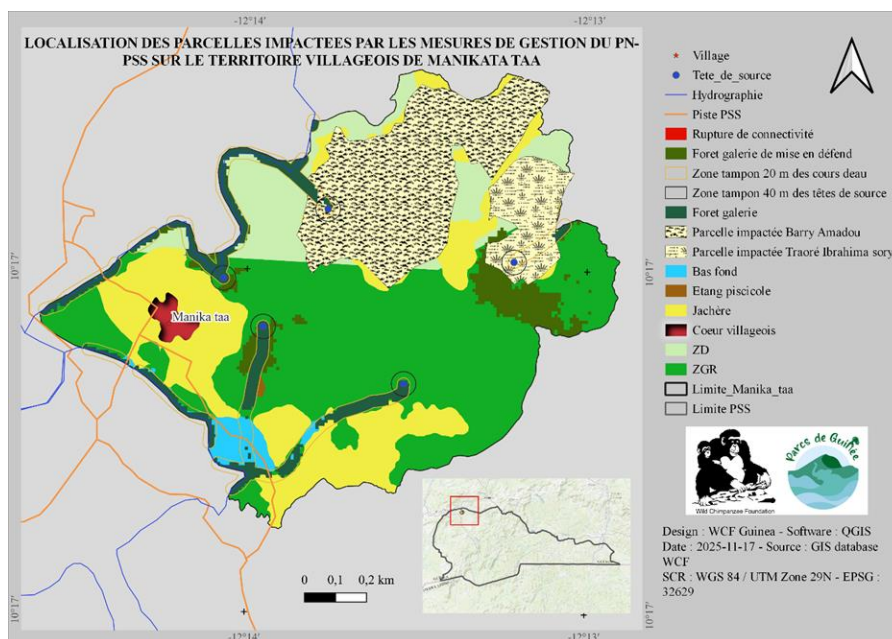 -12°14'
-12°13'
LOCALISATION DES PARCELLES IMPACTEES PAR LES MESURES DE GESTION DU PN-
PSS SUR LE TERRITOIRE VILLAGEOIS DE MANIKATA TAA
Village
Tete_de_source
Hydrographie
Piste PSS
Rupture de connectivité
Foret galerie de mise en défend
Zone tampon 20 m des cours deau
Zone tampon 40 m des têtes de source
Foret galerie
Parcelle impactée Barry Amadou
Parcelle impactée Traoré Ibrahima sory
Bas fond
Etang piscicole
Jachère
Coeur villageois
ZD
ZGR
Limite_Manika_taa
Limite PSS
10°17'
10°17'
Manika taa
Wild Chimpanzee Foundation
Parcs de Guinée
0 0,1 0,2 km
Design : WCF Guinea - Software : QGIS
Date : 2025-11-17 - Source : GIS database
WCF
SCR : WGS 84 / UTM Zone 29N - EPSG :
32629
10°17'
10°17'
-12°14'
-12°13'